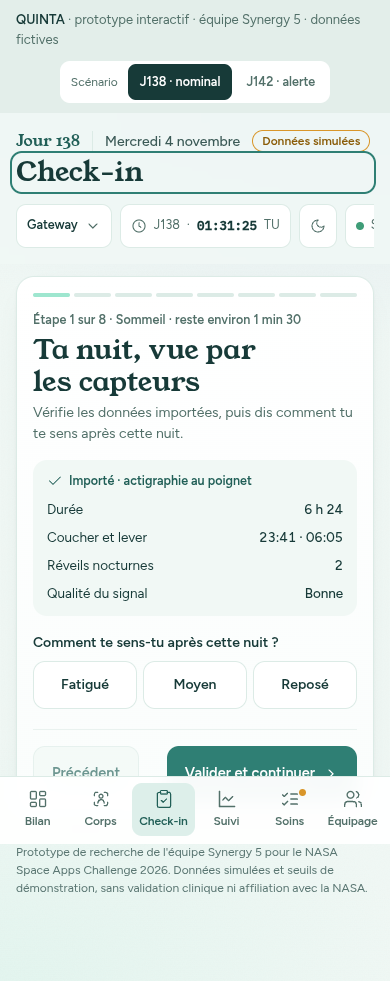 QUINTA · prototype interactif · équipe Synergy 5 · données
fictives
Scénario J138 · nominal J142 · alerte
Jour 138 Mercredi 4 novembre Données simulées
Check-in
Gateway J138 · 01:31:25 TU
Étape 1 sur 8 · Sommeil · reste environ 1 min 30
Ta nuit, vue par
les capteurs
Vérifie les données importées, puis dis comment tu
te sens après cette nuit.
Importé · actigraphie au poignet
Durée 6 h 24
Coucher et lever 23:41 · 06:05
Réveils nocturnes 2
Qualité du signal Bonne
Comment te sens-tu après cette nuit ?
Fatigué Moyen Reposé
Précédent Valider et continuer
Bilan Corps Check-in Suivi Soins Équipage
Prototype de recherche de l'équipe Synergy 5 pour le NASA
Space Apps Challenge 2026. Données simulées et seuils de
démonstration, sans validation clinique ni affiliation avec la NASA.